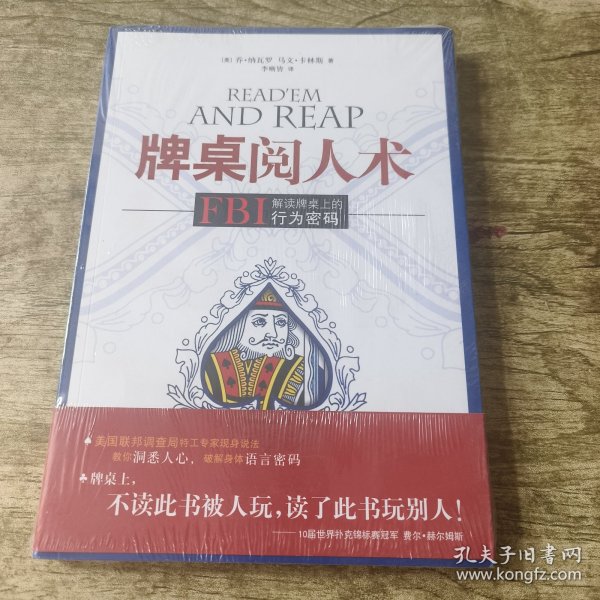 [美] 乔·纳瓦罗 马文·卡林斯 著
李桐哲 译
READ'EM
AND REAP
牌桌阅人术
FBI 解读牌桌上的
行为密码
♠美国联邦调查局特工专家现身说法
教你洞悉人心，破解身体语言密码
♣牌桌上，
不读此书被人玩，读了此书玩别人！
——10届世界扑克锦标赛冠军 费尔·赫尔姆斯
孔夫子旧书网
www.kongfz.com